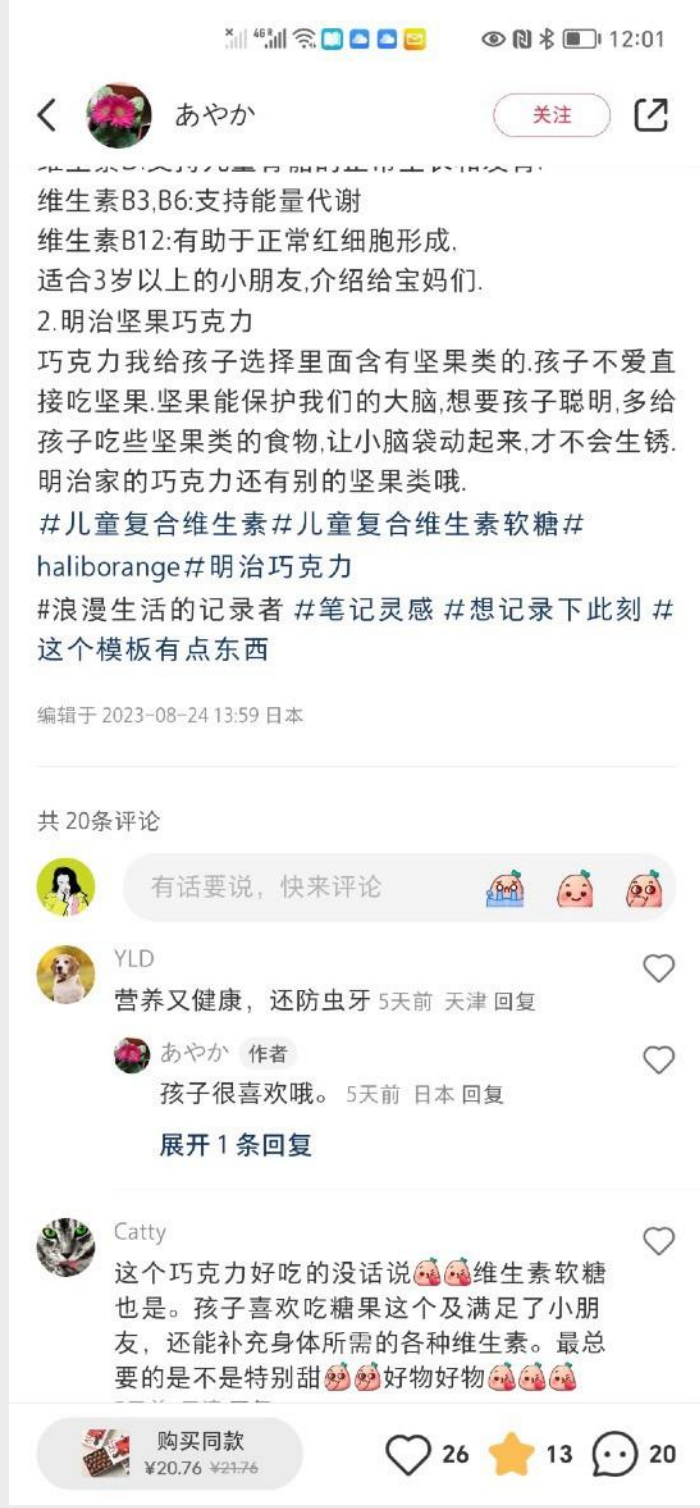 12:01
あやか
关注
维生素B3,B6:支持能量代谢
维生素B12:有助于正常红细胞形成.
适合3岁以上的小朋友,介绍给宝妈们.
2.明治坚果巧克力
巧克力我给孩子选择里面含有坚果类的.孩子不爱直
接吃坚果.坚果能保护我们的大脑,想要孩子聪明,多给
孩子吃些坚果类的食物,让小脑袋动起来,才不会生锈.
明治家的巧克力还有别的坚果类哦.
#儿童复合维生素#儿童复合维生素软糖#
haliborange#明治巧克力
#浪漫生活的记录者 #笔记灵感 #想记录下此刻 #
这个模板有点东西
编辑于 2023-08-24 13:59 日本
共 20条评论
有话要说，快来评论
YLD
营养又健康，还防虫牙 5天前 天津 回复
あやか 作者
孩子很喜欢哦。 5天前 日本 回复
展开 1 条回复
Catty
这个巧克力好吃的没话说维生素软糖
也是。孩子喜欢吃糖果这个及满足了小朋
友，还能补充身体所需的各种维生素。最总
要的是不是特别甜好物好物
购买同款
¥20.76 ¥21.76
26
13
20